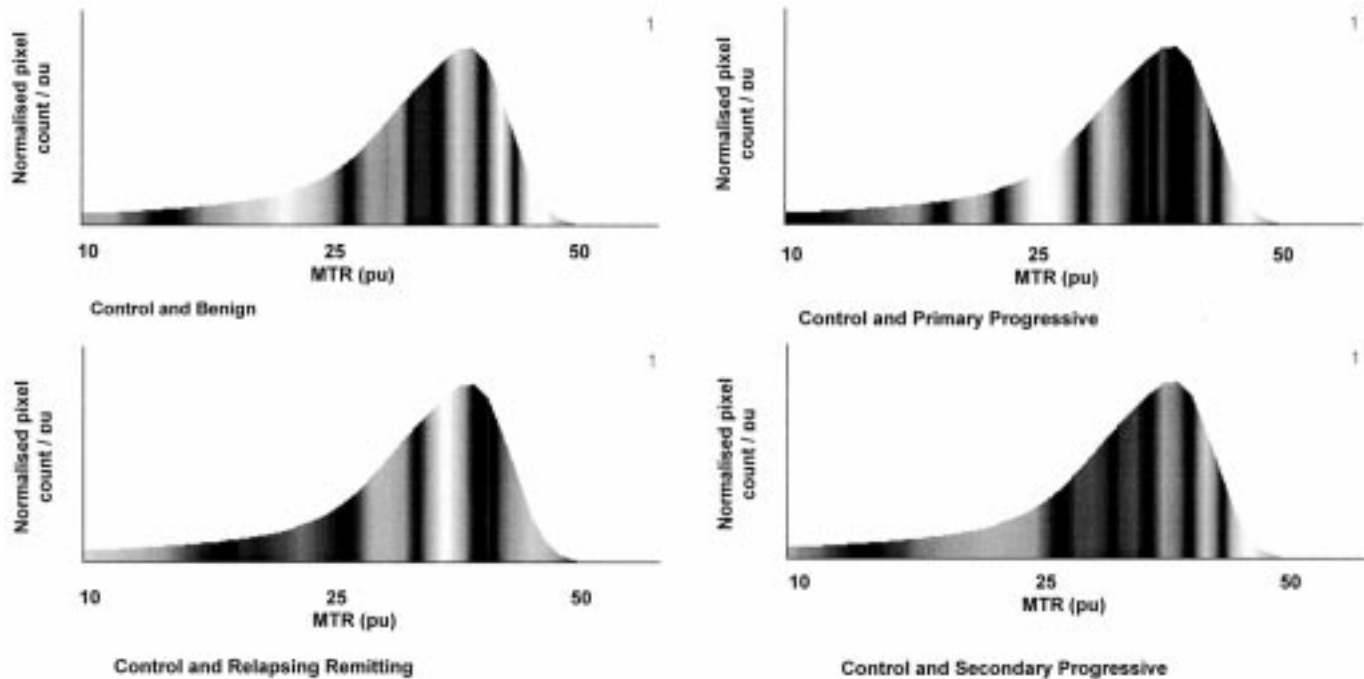 Normalised pixel
count / pu
1
10 25 50
MTR (pu)
Control and Benign
Normalised pixel
count / pu
1
10 25 50
MTR (pu)
Control and Primary Progressive
Normalised pixel
count / pu
1
10 25 50
MTR (pu)
Control and Relapsing Remitting
Normalised pixel
count / pu
1
10 25 50
MTR (pu)
Control and Secondary Progressive